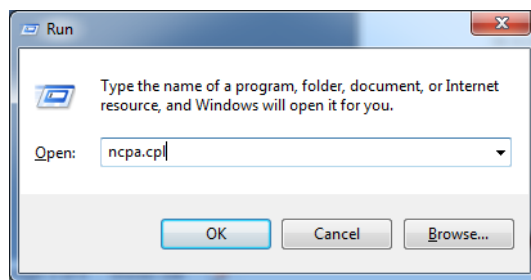 Run
Type the name of a program, folder, document, or Internet
resource, and Windows will open it for you.
Open: ncpa.cpl
OK Cancel Browse...